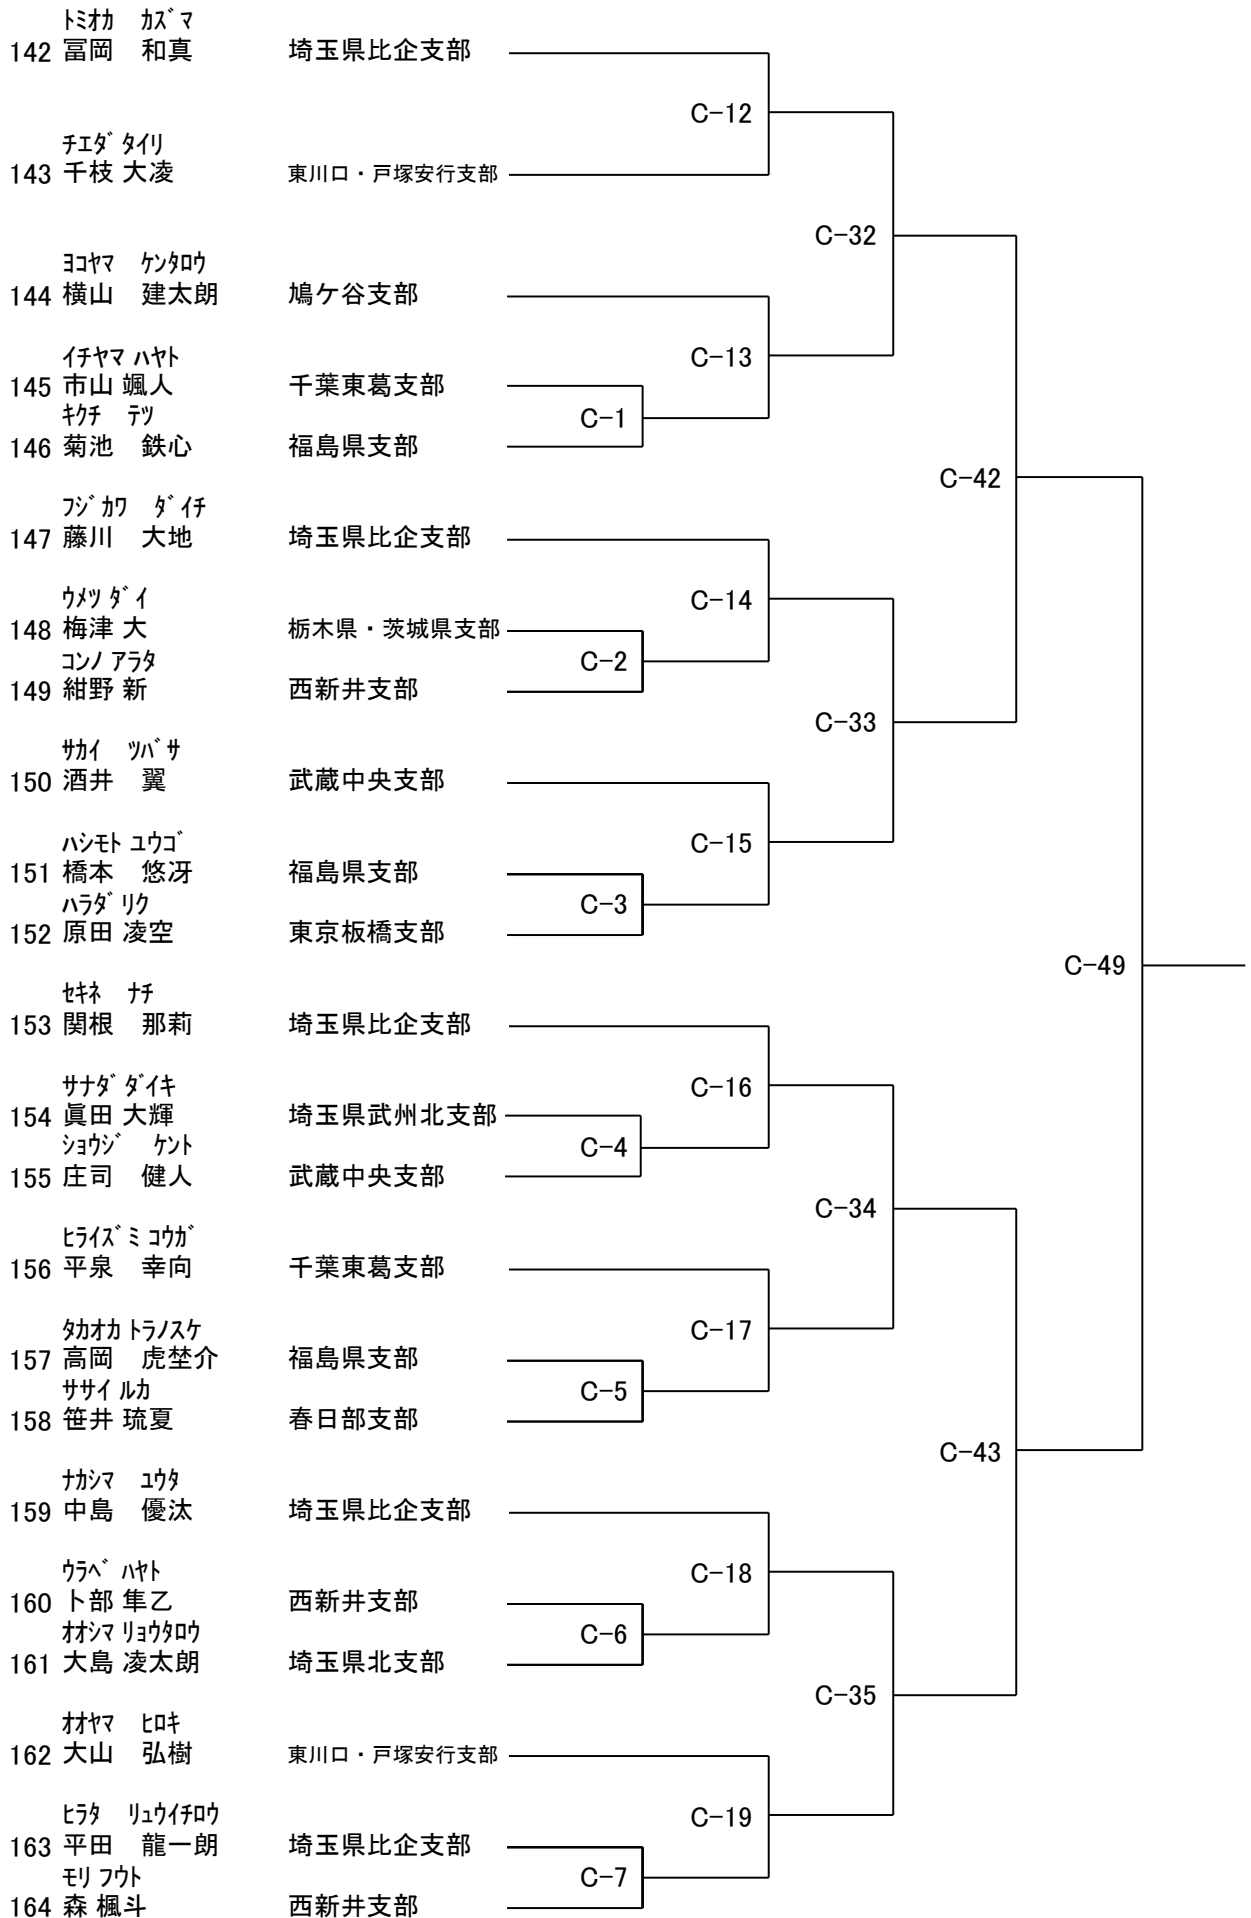 ﾄﾐｵｶ　ｶｽﾞﾏ
142 冨岡　和真　埼玉県比企支部
C-12
ﾁｴﾀﾞ ﾀｲﾘ
143 千枝 大凌　東川口・戸塚安行支部
C-32
ﾖｺﾔﾏ　ｹﾝﾀﾛｳ
144 横山　建太朗　鳩ケ谷支部
C-13
ｲﾁﾔﾏ ﾊﾔﾄ
145 市山 颯人　千葉東葛支部
ｷｸﾁ　ﾃﾂ
C-1
146 菊池　鉄心　福島県支部
C-42
ﾌｼﾞｶﾜ　ﾀﾞｲﾁ
147 藤川　大地　埼玉県比企支部
ｳﾒﾂ ﾀﾞｲ
C-14
148 梅津 大　栃木県・茨城県支部
ｺﾝﾉ ｱﾗﾀ
C-2
149 紺野 新　西新井支部
C-33
ｻｶｲ　ﾂﾊﾞｻ
150 酒井　翼　武蔵中央支部
ﾊｼﾓﾄ ﾕｳｺﾞ
C-15
151 橋本　悠冴　福島県支部
ﾊﾗﾀﾞ ﾘｸ
C-3
152 原田 凌空　東京板橋支部
C-49
ｾｷﾈ　ﾅﾁ
153 関根　那莉　埼玉県比企支部
ｻﾅﾀﾞ ﾀﾞｲｷ
C-16
154 眞田 大輝　埼玉県武州北支部
ｼｮｳｼﾞ　ｹﾝﾄ
C-4
155 庄司　健人　武蔵中央支部
C-34
ﾋﾗｲｽﾞﾐ ｺｳｶﾞ
156 平泉　幸向　千葉東葛支部
ﾀｶｵｶ ﾄﾗﾉｽｹ
C-17
157 高岡　虎埜介　福島県支部
ｻｻｲ ﾙｶ
C-5
158 笹井 琉夏　春日部支部
C-43
ﾅｶｼﾏ　ﾕｳﾀ
159 中島　優汰　埼玉県比企支部
ｳﾗﾍﾞ ﾊﾔﾄ
C-18
160 卜部 隼乙　西新井支部
ｵｵｼﾏ ﾘｮｳﾀﾛｳ
C-6
161 大島 凌太朗　埼玉県北支部
C-35
ｵｵﾔﾏ　ﾋﾛｷ
162 大山　弘樹　東川口・戸塚安行支部
ﾋﾗﾀ　ﾘｭｳｲﾁﾛｳ
C-19
163 平田　龍一朗　埼玉県比企支部
ﾓﾘ ﾌｳﾄ
C-7
164 森 楓斗　西新井支部